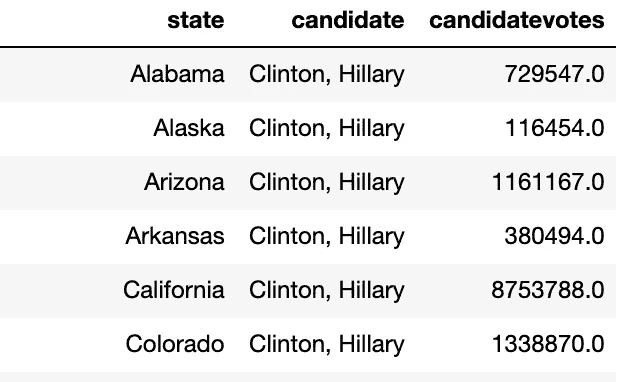 state candidate candidatevotes
Alabama Clinton, Hillary 729547.0
Alaska Clinton, Hillary 116454.0
Arizona Clinton, Hillary 1161167.0
Arkansas Clinton, Hillary 380494.0
California Clinton, Hillary 8753788.0
Colorado Clinton, Hillary 1338870.0